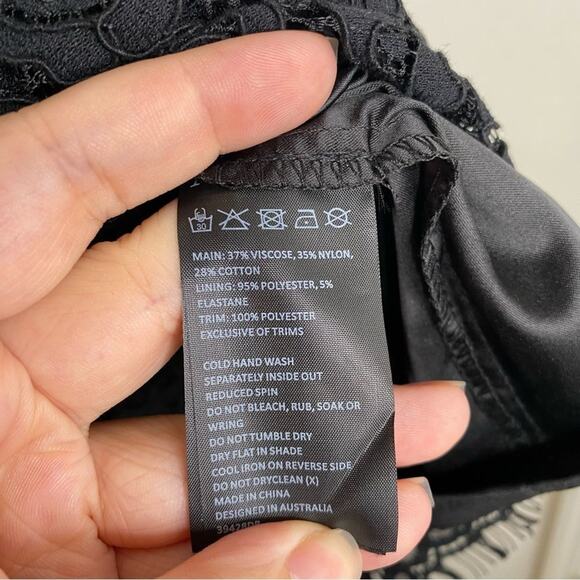 30
MAIN: 37% VISCOSE, 35% NYLON,
28% COTTON
LINING: 95% POLYESTER, 5%
ELASTANE
TRIM: 100% POLYESTER
EXCLUSIVE OF TRIMS
COLD HAND WASH
SEPARATELY INSIDE OUT
REDUCED SPIN
DO NOT BLEACH, RUB, SOAK OR
WRING
DO NOT TUMBLE DRY
DRY FLAT IN SHADE
COOL IRON ON REVERSE SIDE
DO NOT DRYCLEAN (X)
MADE IN CHINA
DESIGNED IN AUSTRALIA